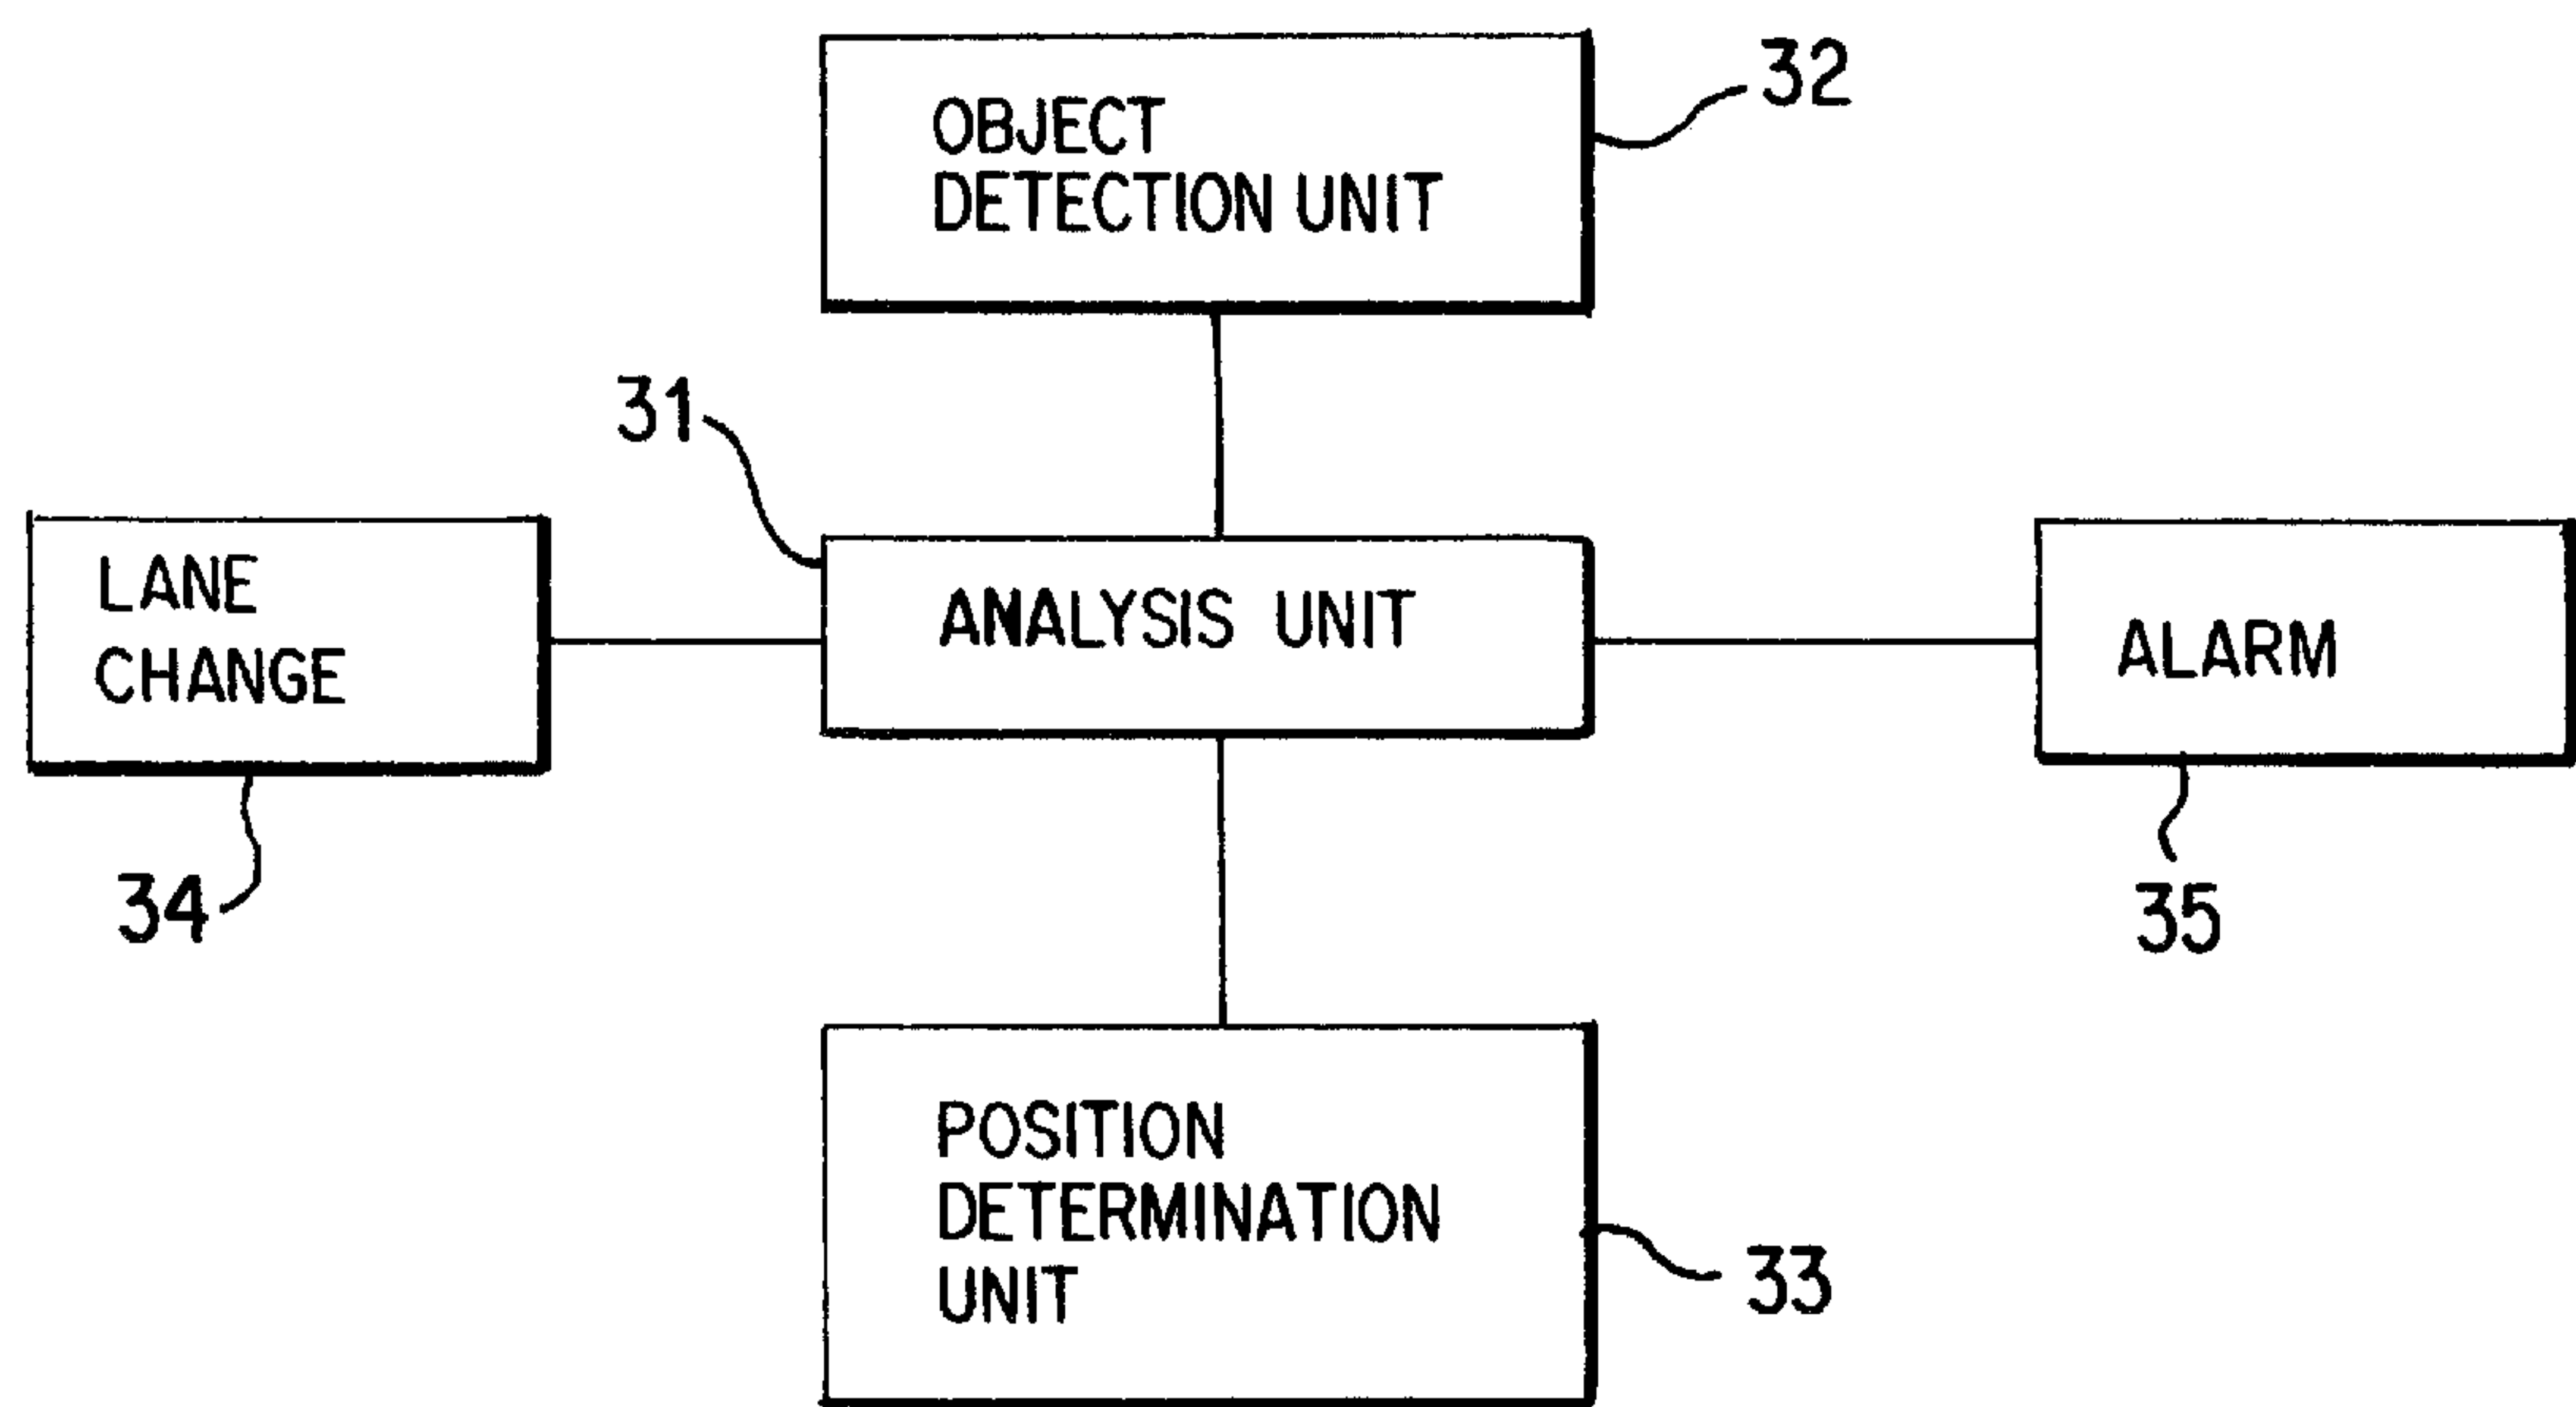 OBJECT
DETECTION UNIT
32
31
LANE
CHANGE
ANALYSIS UNIT
ALARM
34
35
POSITION
DETERMINATION
UNIT
33